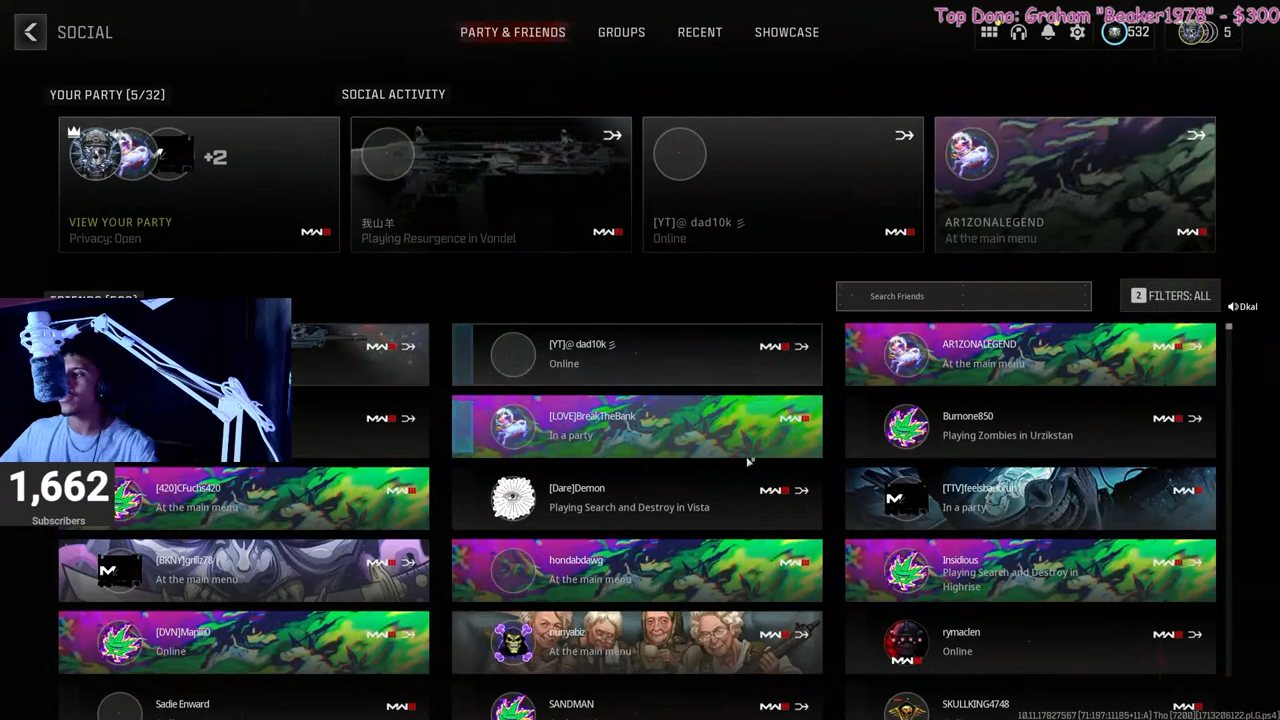 Top Dono: Graham "Beaker1978" - $300
SOCIAL
PARTY & FRIENDS
GROUPS
RECENT
SHOWCASE
532
5
YOUR PARTY [5/32]
SOCIAL ACTIVITY
+2
VIEW YOUR PARTY
Privacy: Open
我山羊
Playing Resurgence in Vondel
[YT]@ dad10k 彡
Online
AR1ZONALEGEND
At the main menu
Search Friends
2 FILTERS: ALL
Dkal
[YT]@ dad10k 彡
Online
AR1ZONALEGEND
At the main menu
[LOVE]BreakTheBank
In a party
Bumone850
Playing Zombies in Urzikstan
1,662
Subscribers
[420]CFuchs420
At the main menu
[Dare]Demon
Playing Search and Destroy in Vista
In a party
[BKNY]grillz78
At the main menu
hondabdawg
At the main menu
Insidious
Playing Search and Destroy in
Highrise
Online
nunyabiz
At the main menu
rymaclen
Online
Sadie Enward
SANDMAN
SKULLKING4748